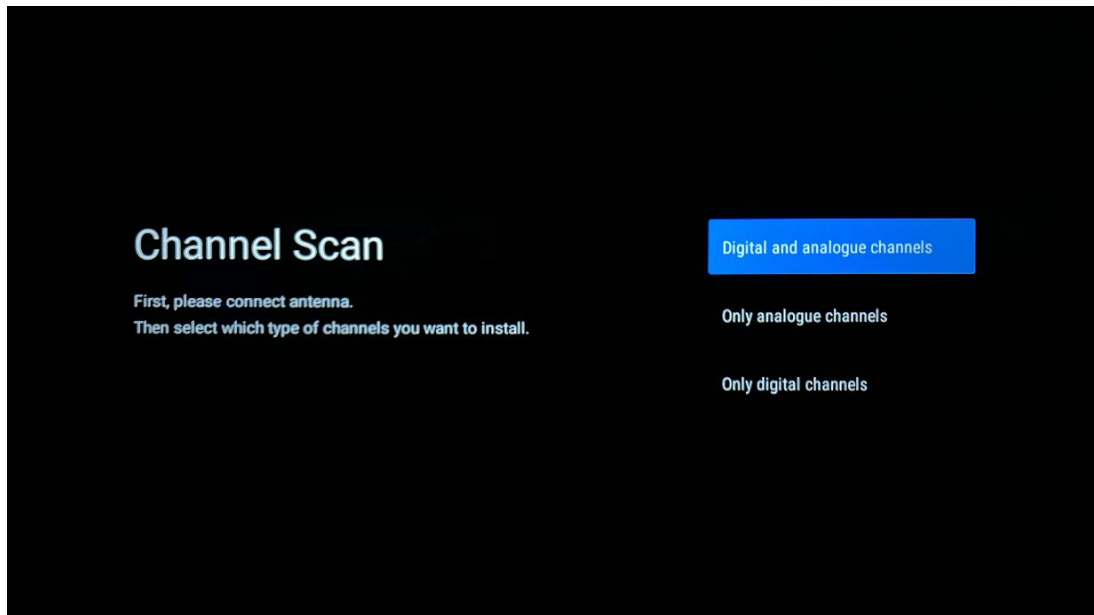 Channel Scan
First, please connect antenna.
Then select which type of channels you want to install.
Digital and analogue channels
Only analogue channels
Only digital channels